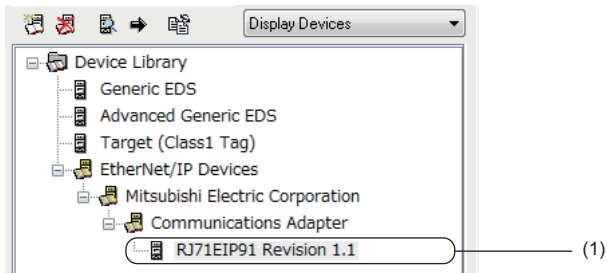 Display Devices
Device Library
Generic EDS
Advanced Generic EDS
Target (Class1 Tag)
EtherNet/IP Devices
Mitsubishi Electric Corporation
Communications Adapter
RJ71EIP91 Revision 1.1 (1)